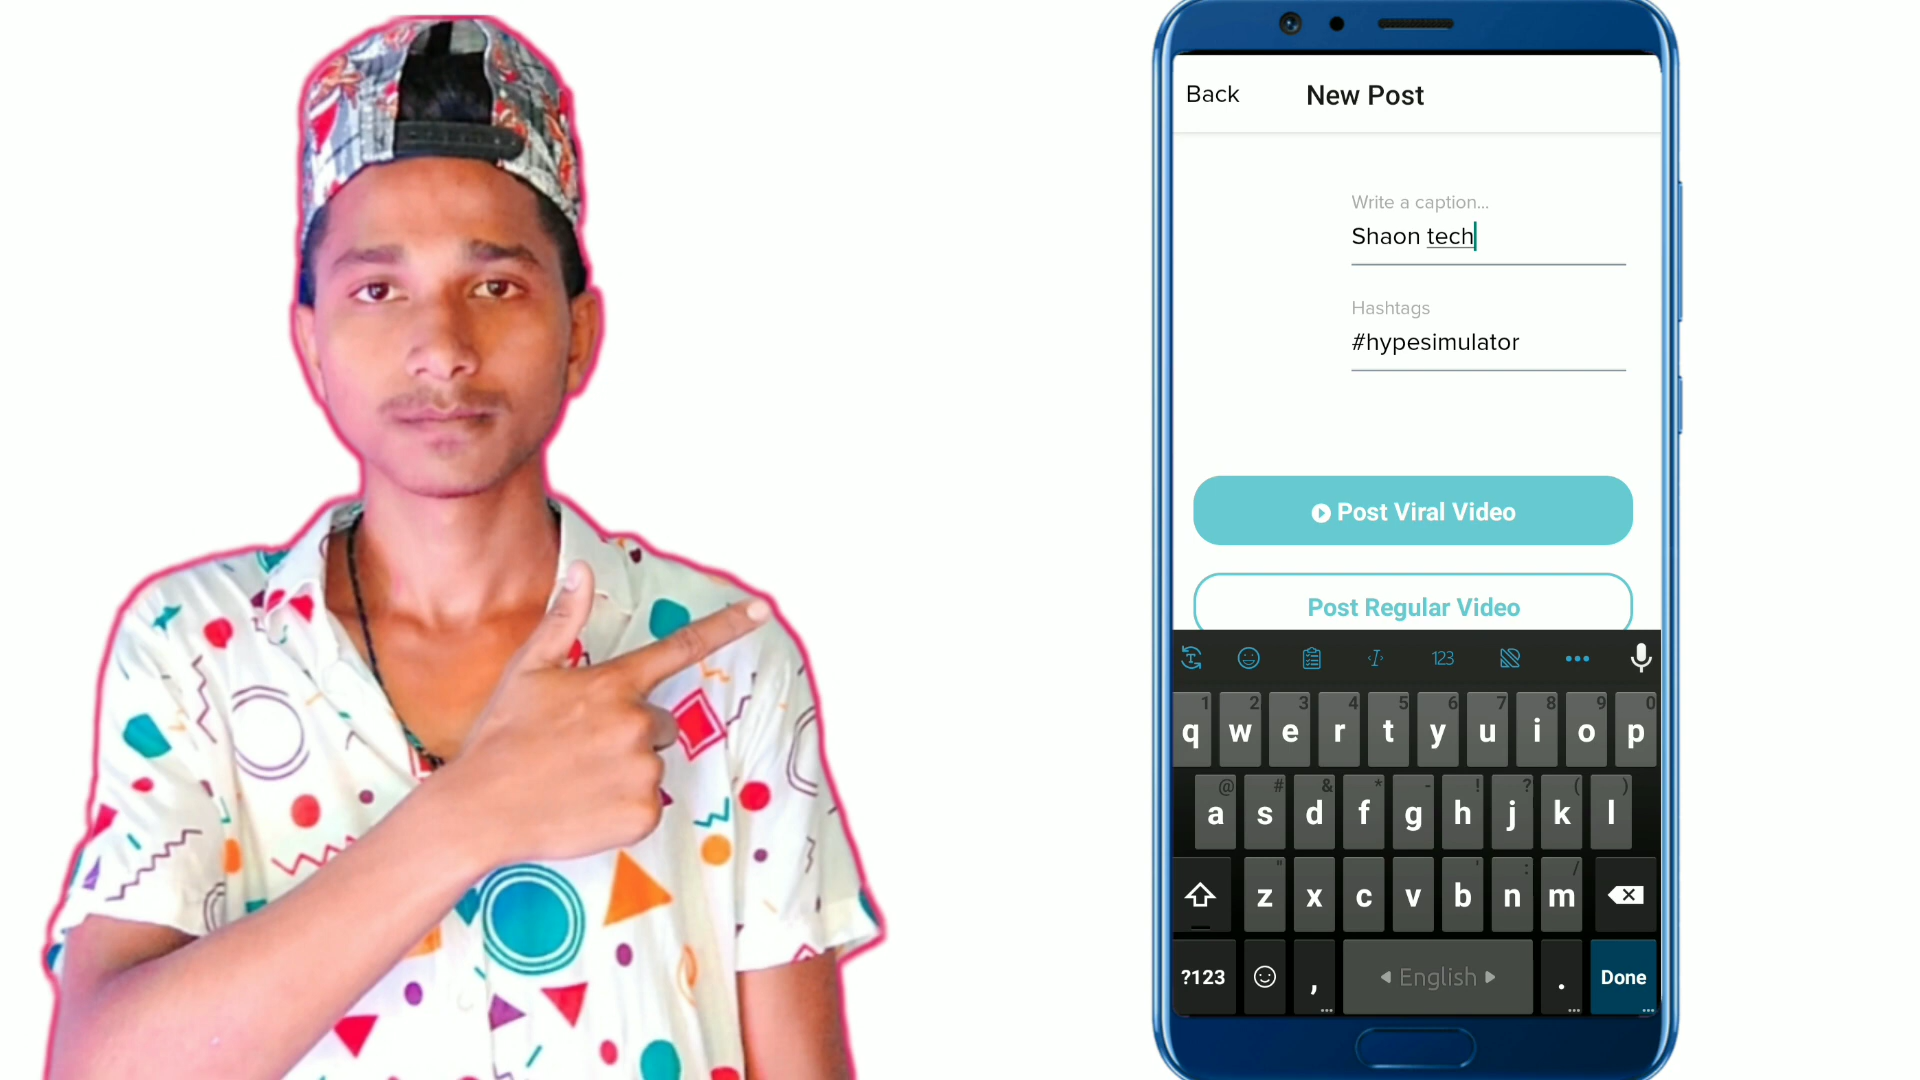 Back New Post
Write a caption...
Shaon tech
Hashtags
#hypesimulator
Post Viral Video
Post Regular Video
123
1 2 3 4 5 6 7 8 9 0
q w e r t y u i o p
@ # & * - ! ? ( )
a s d f g h j k l
" ' : /
z x c v b n m
?123 , English . Done